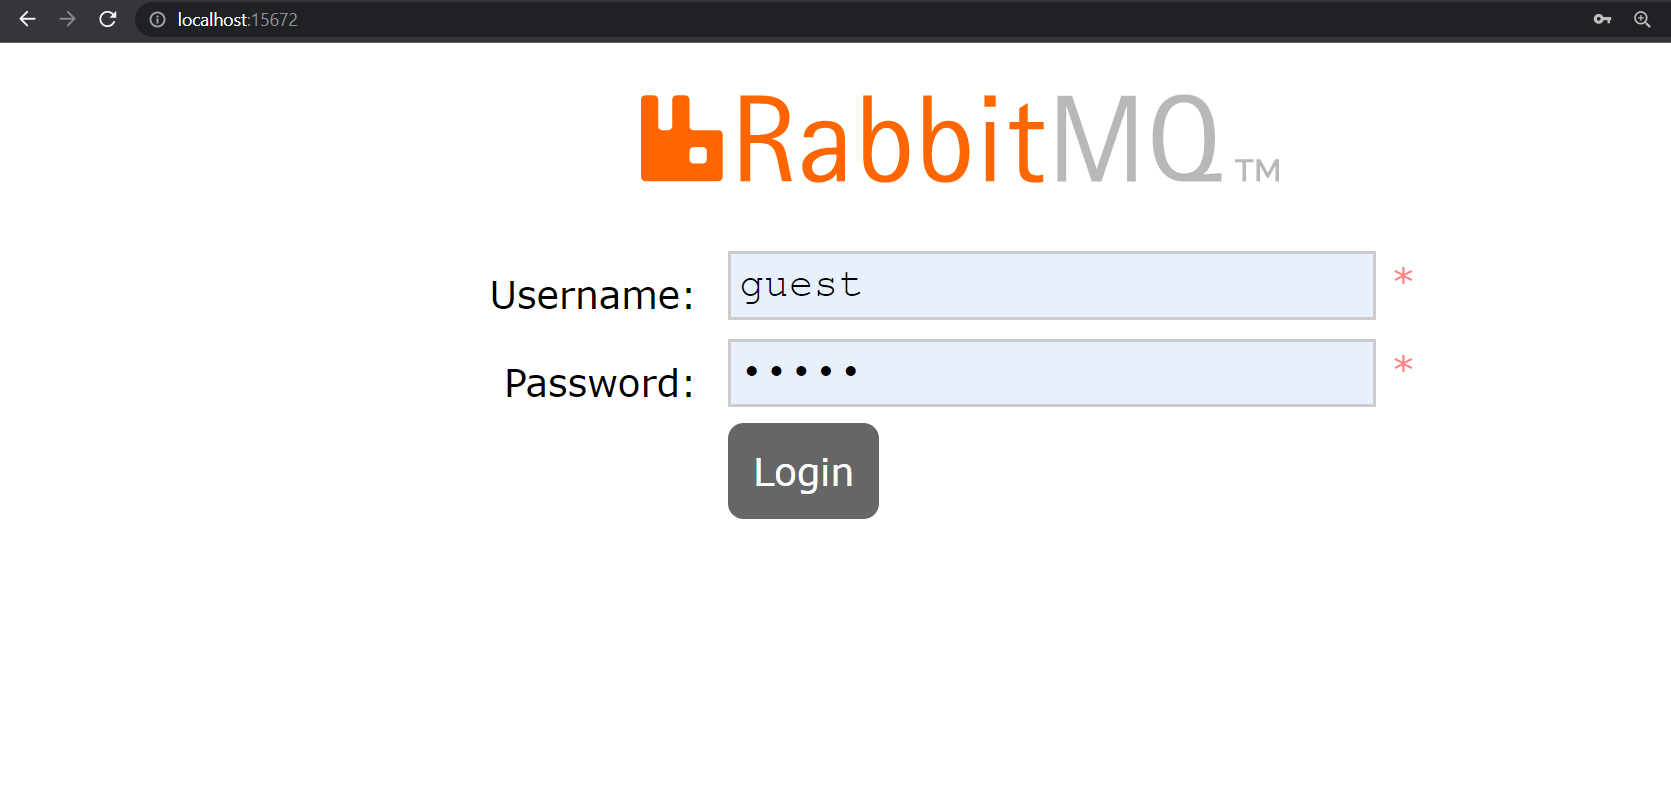 localhost:15672
RabbitMQ TM
Username: guest *
Password: ••••• *
Login